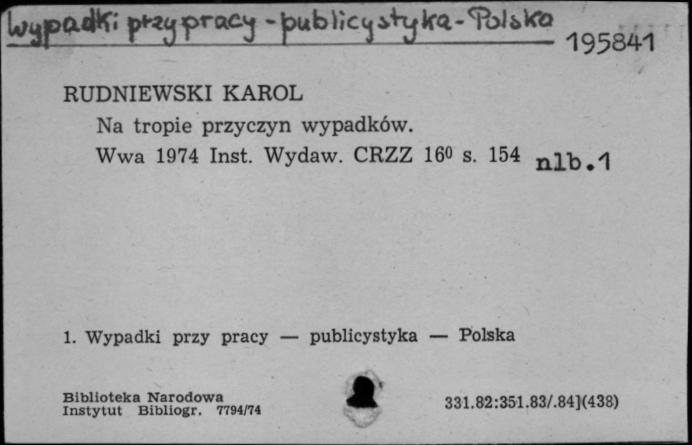 Wypadki przy pracy - publicystyka - Polska
195841
RUDNIEWSKI KAROL
Na tropie przyczyn wypadków.
Wwa 1974 Inst. Wydaw. CRZZ 16⁰ s. 154 nlb.1
1. Wypadki przy pracy — publicystyka — Polska
Biblioteka Narodowa
Instytut Bibliogr. 7794/74
331.82:351.83/.84](438)